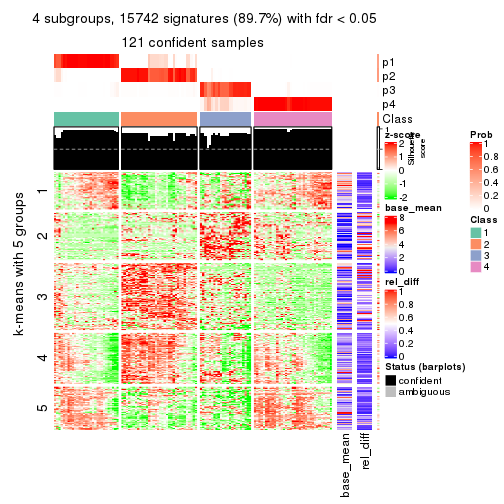 4 subgroups, 15742 signatures (89.7%) with fdr < 0.05
121 confident samples
p1
p2
p3
p4
Class
1
Silhouette
score
k-means with 5 groups
1
2
3
4
5
base_mean
rel_diff
z-score
2
1
0
-1
-2
base_mean
8
6
4
2
0
rel_diff
1
0.8
0.6
0.4
0.2
0
Status (barplots)
confident
ambiguous
Prob
1
0.8
0.6
0.4
0.2
0
Class
1
2
3
4